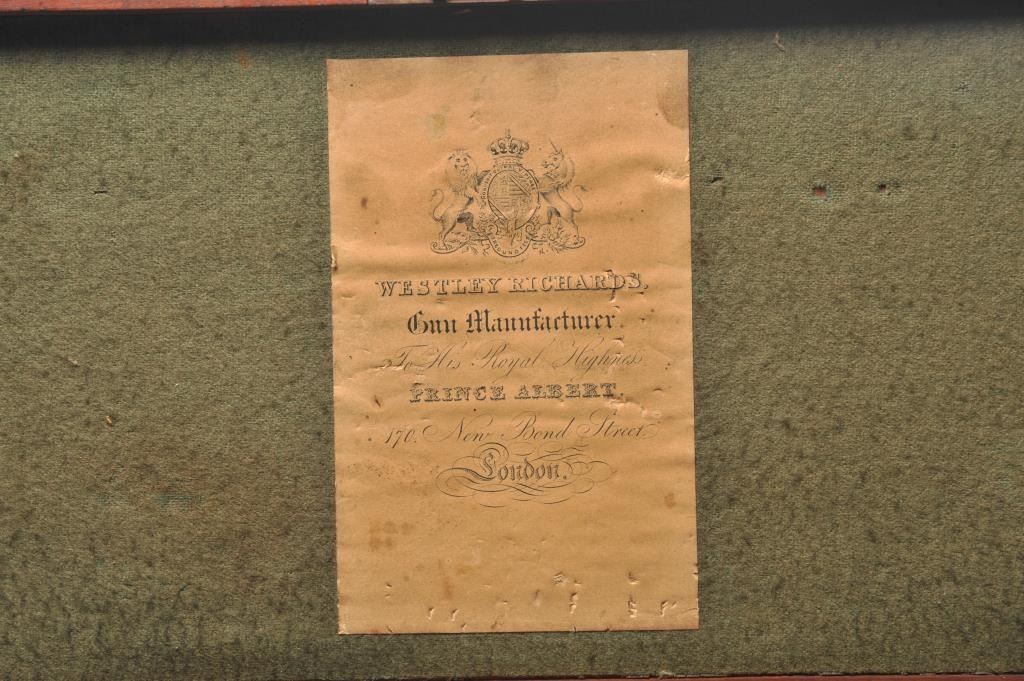 WESTLEY RICHARDS,
Gun Manufacturer
To His Royal Highness
PRINCE ALBERT.
170, New Bond Street,
London.